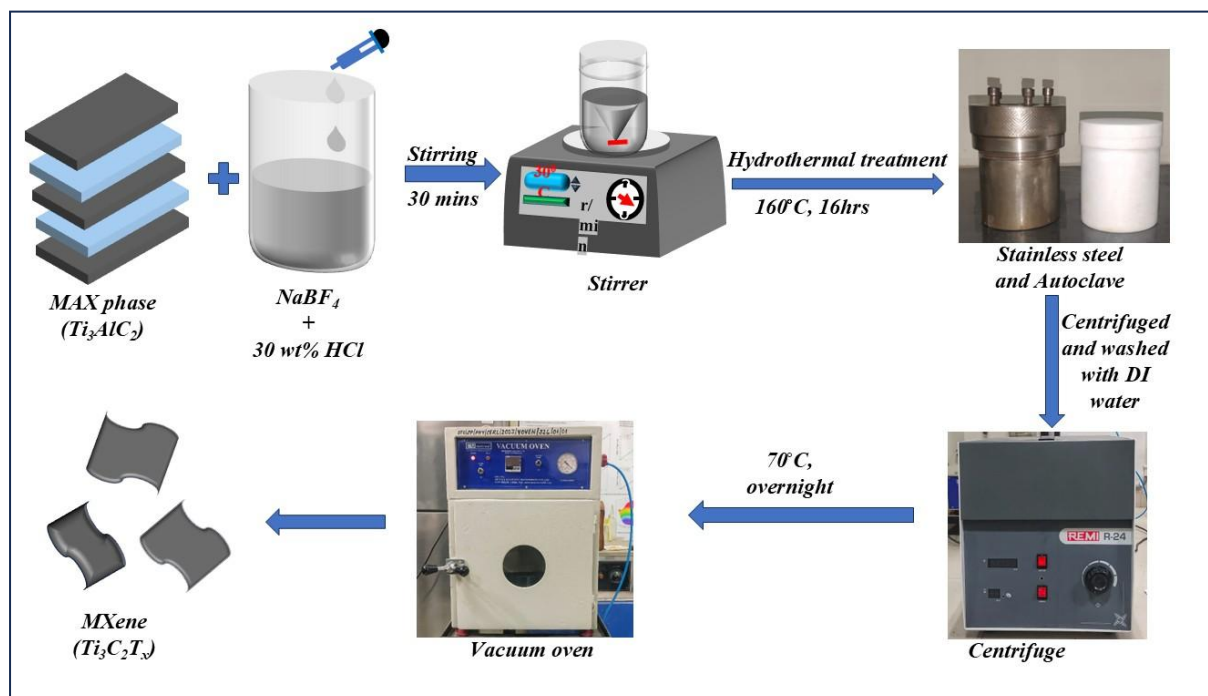 MAX phase
(Ti₃AlC₂)
NaBF₄
+
30 wt% HCl
Stirring
30 mins
30°
C
r/
mi
n
Stirrer
Hydrothermal treatment
160°C, 16hrs
Stainless steel
and Autoclave
Centrifuged
and washed
with DI
water
REMI R-24
Centrifuge
70°C,
overnight
VACUUM OVEN
Vacuum oven
MXene
(Ti₃C₂Tₓ)